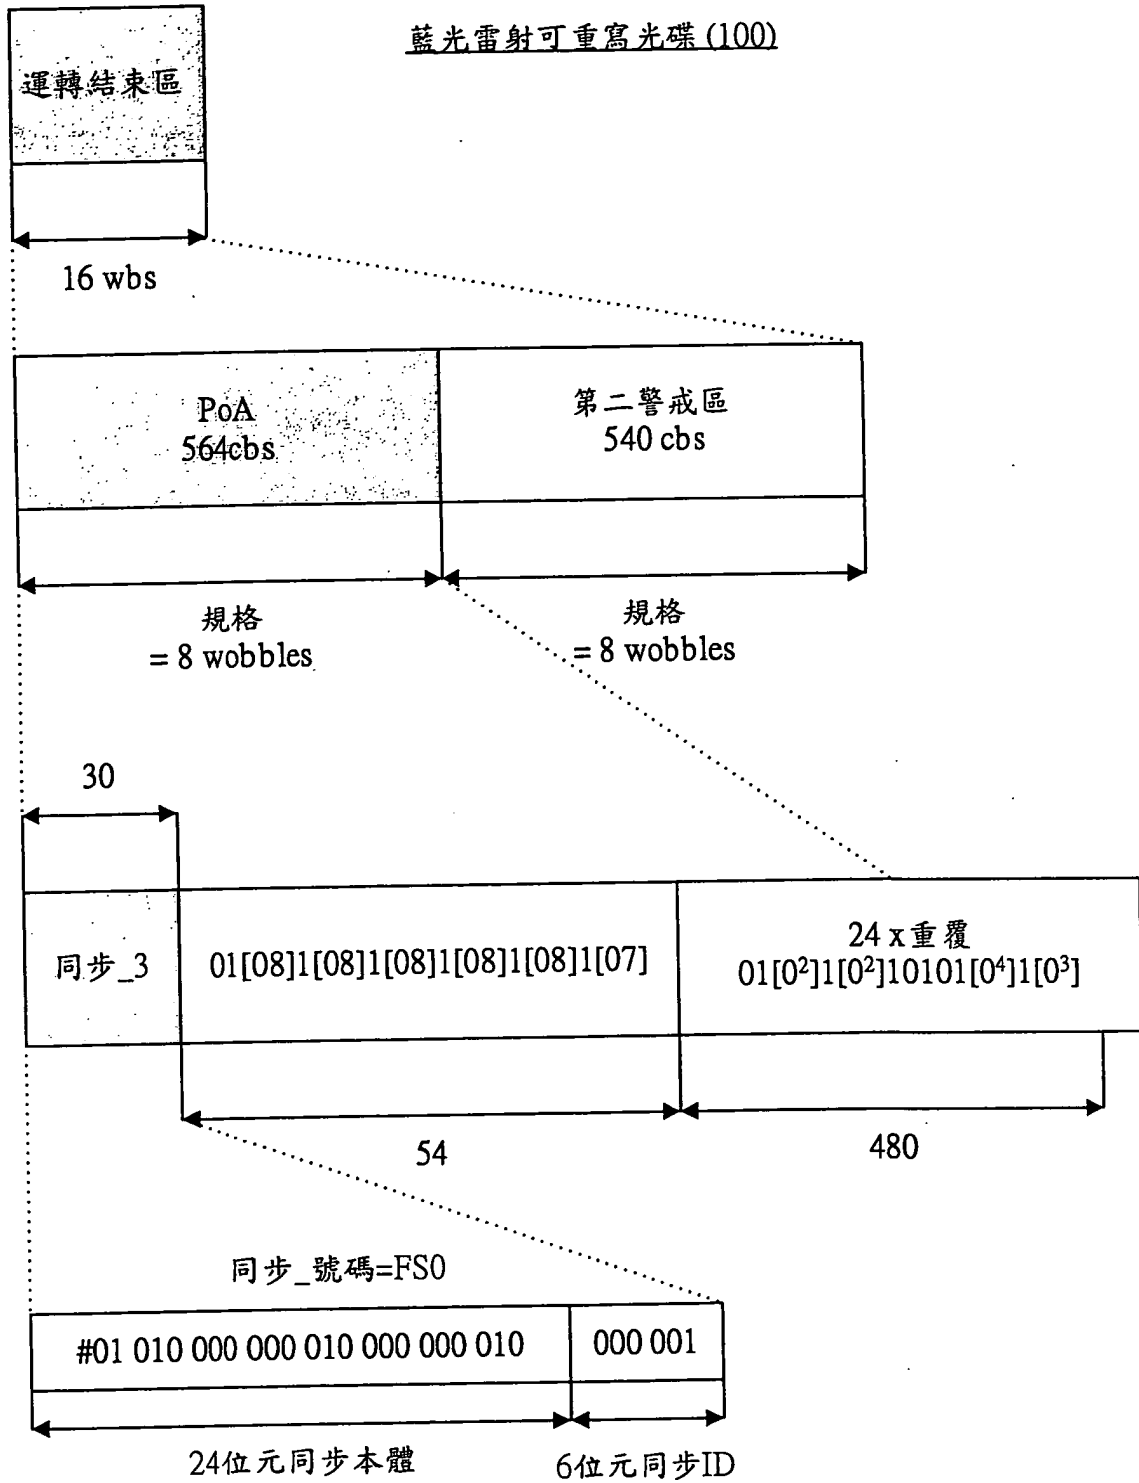 藍光雷射可重寫光碟 (100)
運轉結束區
16 wbs
PoA
564cbs
第二警戒區
540 cbs
規格
= 8 wobbles
規格
= 8 wobbles
30
同步_3
01[08]1[08]1[08]1[08]1[08]1[07]
24 x重覆
01[0²]1[0²]10101[0⁴]1[0³]
54
480
同步_號碼=FS0
#01 010 000 000 010 000 000 010
000 001
24位元同步本體
6位元同步ID